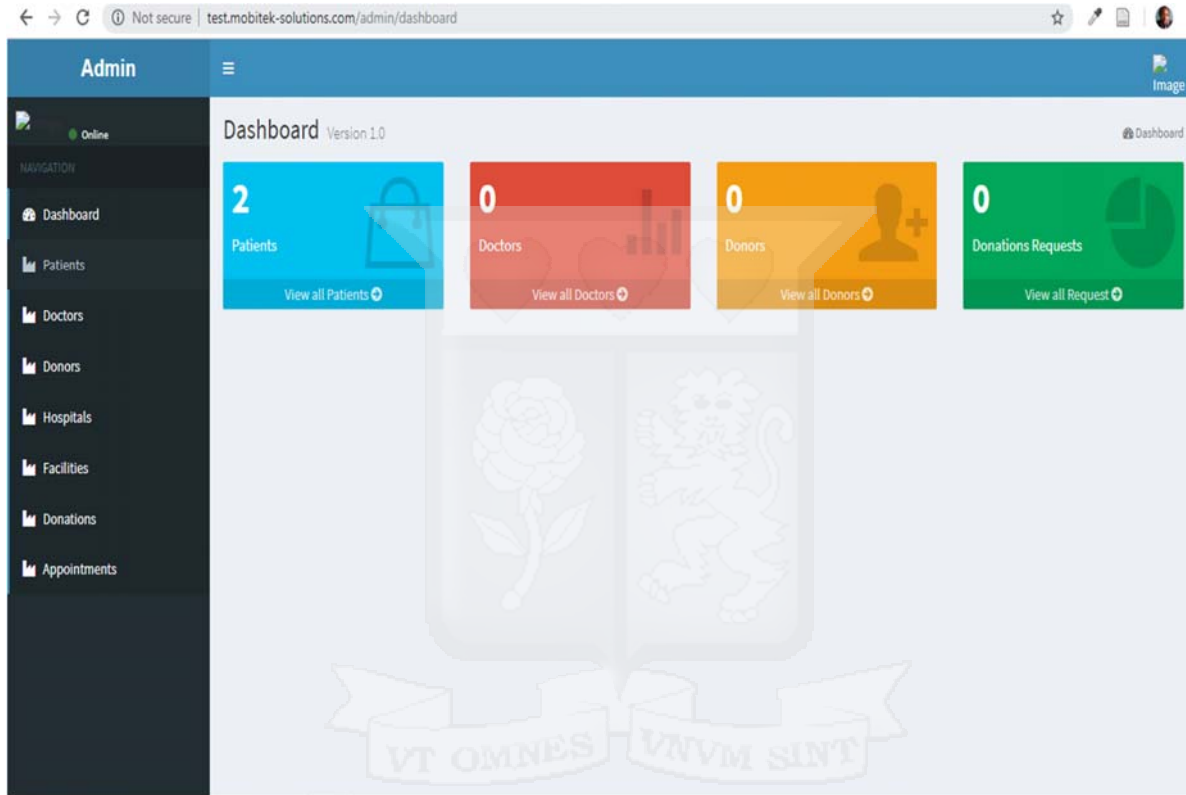 Not secure | test.mobitek-solutions.com/admin/dashboard
Admin
Image
Online
Dashboard Version 1.0
Dashboard
NAVIGATION
Dashboard
Patients
Doctors
Donors
Hospitals
Facilities
Donations
Appointments
2
Patients
View all Patients
0
Doctors
View all Doctors
0
Donors
View all Donors
0
Donations Requests
View all Request
VT OMNES VNVM SINT